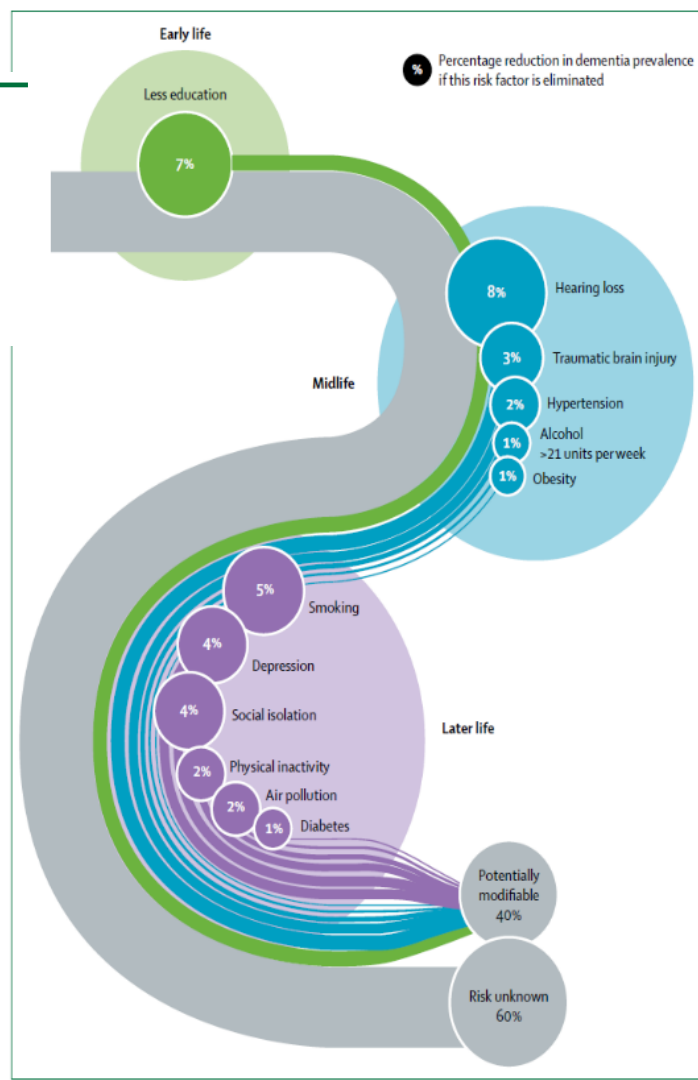 Early life
% Percentage reduction in dementia prevalence
if this risk factor is eliminated
Less education
7%
8% Hearing loss
3% Traumatic brain injury
Midlife
2% Hypertension
1% Alcohol
>21 units per week
1% Obesity
5% Smoking
4% Depression
4% Social isolation
Later life
2% Physical inactivity
2% Air pollution
1% Diabetes
Potentially
modifiable
40%
Risk unknown
60%